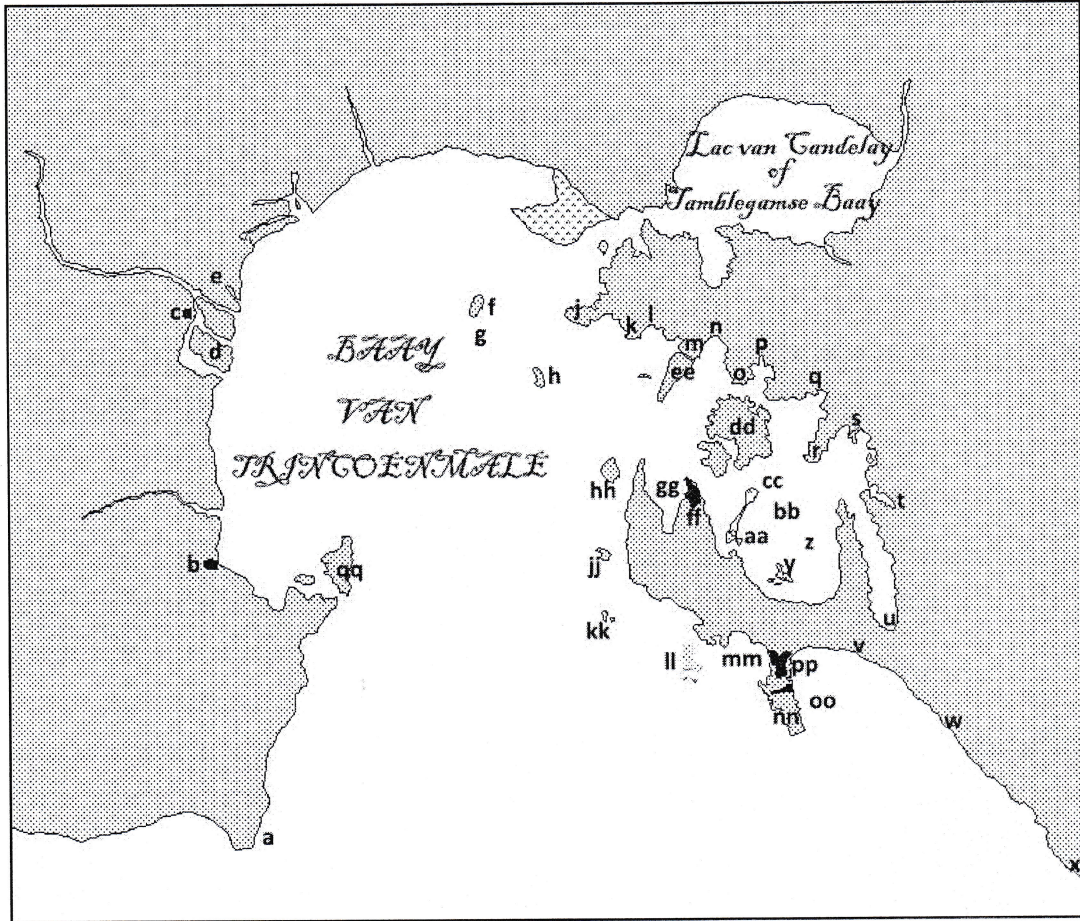 Lac van Candelay
of
Tamblegamse Baay
e
c
d
f
g
h
j
k
l
m
n
o
p
q
r
s
t
u
BAAY
VAN
TRINCOENMALE
ee
dd
cc
bb
aa
z
y
hh
gg
ff
b
qq
jj
kk
ll
mm
pp
oo
nn
v
w
x
a